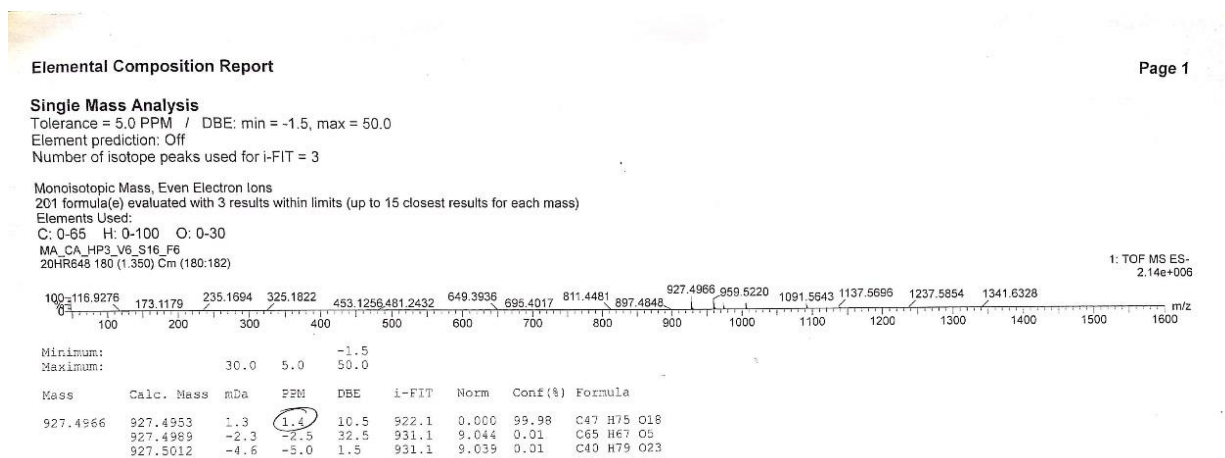 Elemental Composition Report
Page 1
Single Mass Analysis
Tolerance = 5.0 PPM / DBE: min = -1.5, max = 50.0
Element prediction: Off
Number of isotope peaks used for i-FIT = 3
Monoisotopic Mass, Even Electron Ions
201 formula(e) evaluated with 3 results within limits (up to 15 closest results for each mass)
Elements Used:
C: 0-65 H: 0-100 O: 0-30
MA_CA_HP3_V6_S16_F6
20HR648 180 (1.350) Cm (180:182)
1: TOF MS ES-
2.14e+006
100 116.9276 173.1179 235.1694 325.1822 453.1256 481.2432 649.3936 695.4017 811.4481 897.4848 927.4966 959.5220 1091.5643 1137.5696 1237.5854 1341.6328
%
0
m/z
100 200 300 400 500 600 700 800 900 1000 1100 1200 1300 1400 1500 1600
Minimum: -1.5
Maximum: 30.0 5.0 50.0
Mass Calc. Mass mDa PPM DBE i-FIT Norm Conf(%) Formula
927.4966 927.4953 1.3 1.4 10.5 922.1 0.000 99.98 C47 H75 O18
927.4989 -2.3 -2.5 32.5 931.1 9.044 0.01 C65 H67 O5
927.5012 -4.6 -5.0 1.5 931.1 9.039 0.01 C40 H79 O23